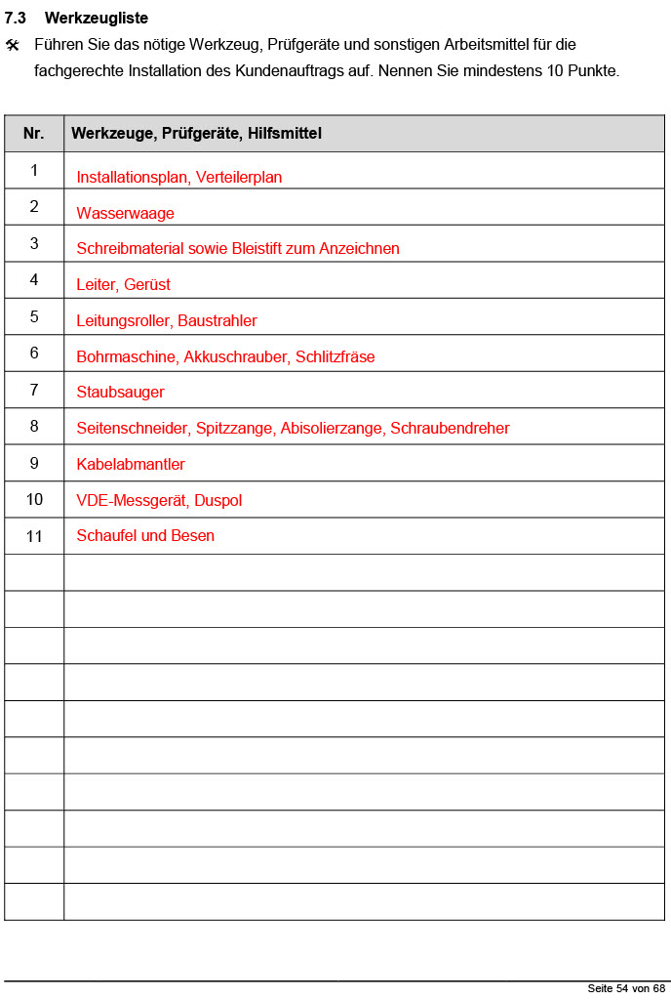 7.3 Werkzeugliste
Führen Sie das nötige Werkzeug, Prüfgeräte und sonstigen Arbeitsmittel für die
fachgerechte Installation des Kundenauftrags auf. Nennen Sie mindestens 10 Punkte.
Nr. Werkzeuge, Prüfgeräte, Hilfsmittel
1 Installationsplan, Verteilerplan
2 Wasserwaage
3 Schreibmaterial sowie Bleistift zum Anzeichnen
4 Leiter, Gerüst
5 Leitungsroller, Baustrahler
6 Bohrmaschine, Akkuschrauber, Schlitzfräse
7 Staubsauger
8 Seitenschneider, Spitzzange, Abisolierzange, Schraubendreher
9 Kabelabmantler
10 VDE-Messgerät, Duspol
11 Schaufel und Besen
Seite 54 von 68